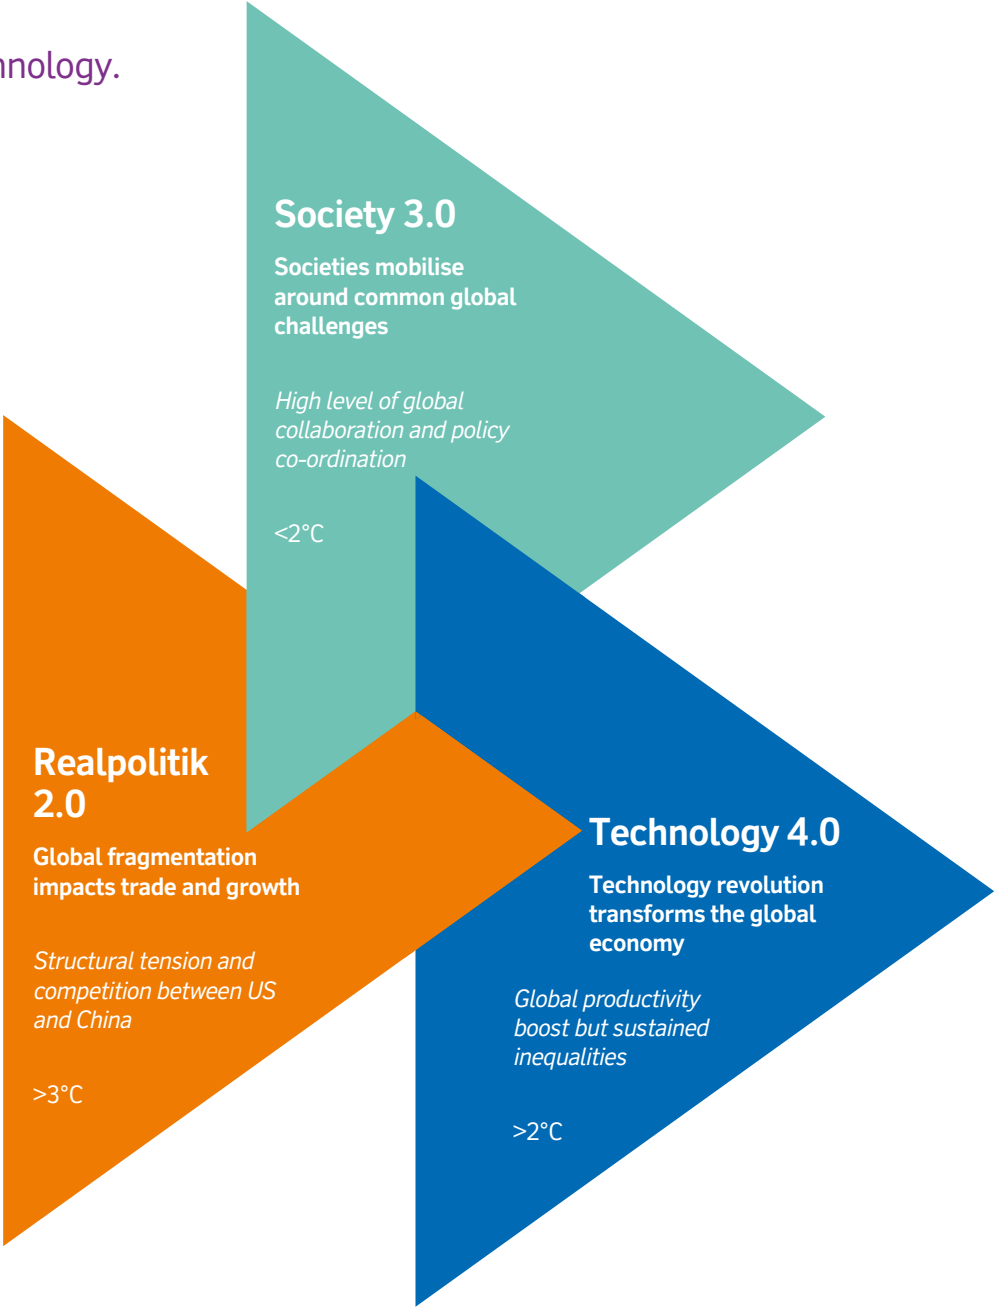 hnology.
Society 3.0
Societies mobilise
around common global
challenges
High level of global
collaboration and policy
co-ordination
<2°C
Realpolitik
2.0
Global fragmentation
impacts trade and growth
Structural tension and
competition between US
and China
>3°C
Technology 4.0
Technology revolution
transforms the global
economy
Global productivity
boost but sustained
inequalities
>2°C